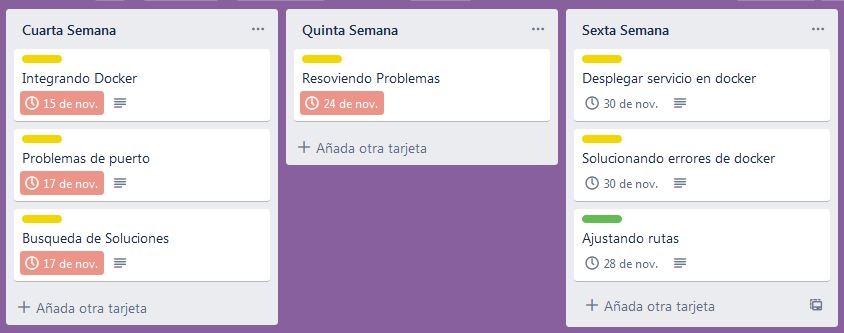 Cuarta Semana
Integrando Docker
15 de nov.
Problemas de puerto
17 de nov.
Busqueda de Soluciones
17 de nov.
Añada otra tarjeta
Quinta Semana
Resoviendo Problemas
24 de nov.
Añada otra tarjeta
Sexta Semana
Desplegar servicio en docker
30 de nov.
Solucionando errores de docker
30 de nov.
Ajustando rutas
28 de nov.
Añada otra tarjeta